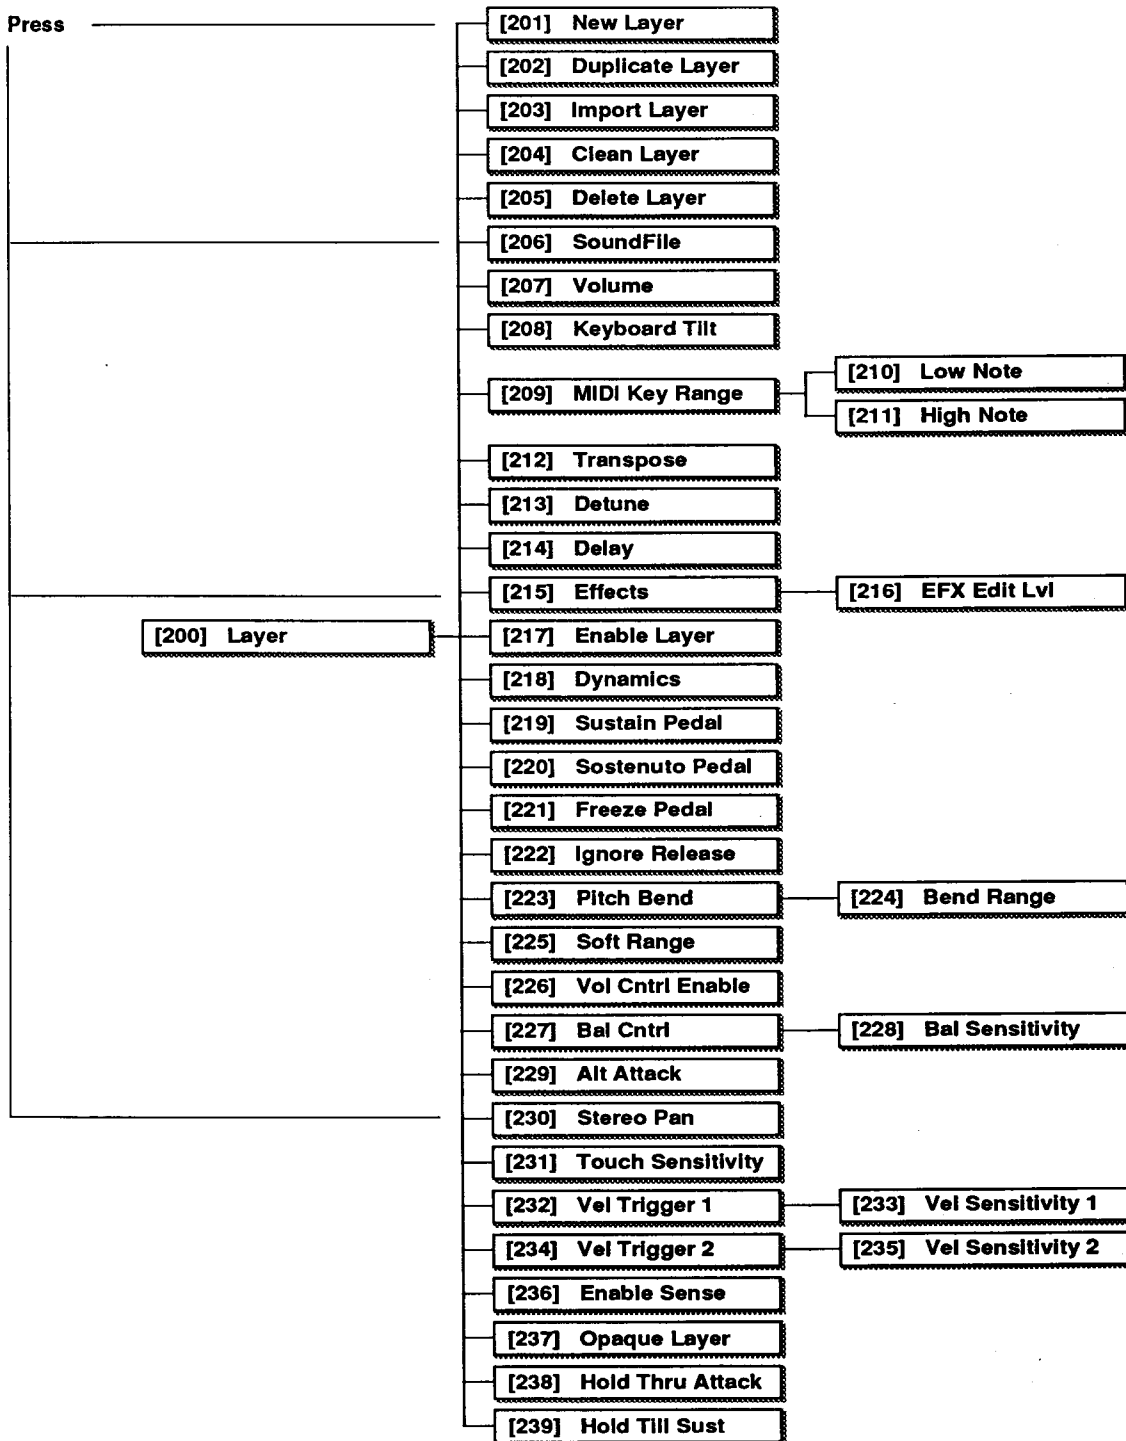 Press
[201] New Layer
[202] Duplicate Layer
[203] Import Layer
[204] Clean Layer
[205] Delete Layer
[206] SoundFile
[207] Volume
[208] Keyboard Tilt
[209] MIDI Key Range
[210] Low Note
[211] High Note
[212] Transpose
[213] Detune
[214] Delay
[215] Effects
[216] EFX Edit Lvl
[200] Layer
[217] Enable Layer
[218] Dynamics
[219] Sustain Pedal
[220] Sostenuto Pedal
[221] Freeze Pedal
[222] Ignore Release
[223] Pitch Bend
[224] Bend Range
[225] Soft Range
[226] Vol Cntrl Enable
[227] Bal Cntrl
[228] Bal Sensitivity
[229] Alt Attack
[230] Stereo Pan
[231] Touch Sensitivity
[232] Vel Trigger 1
[233] Vel Sensitivity 1
[234] Vel Trigger 2
[235] Vel Sensitivity 2
[236] Enable Sense
[237] Opaque Layer
[238] Hold Thru Attack
[239] Hold Till Sust